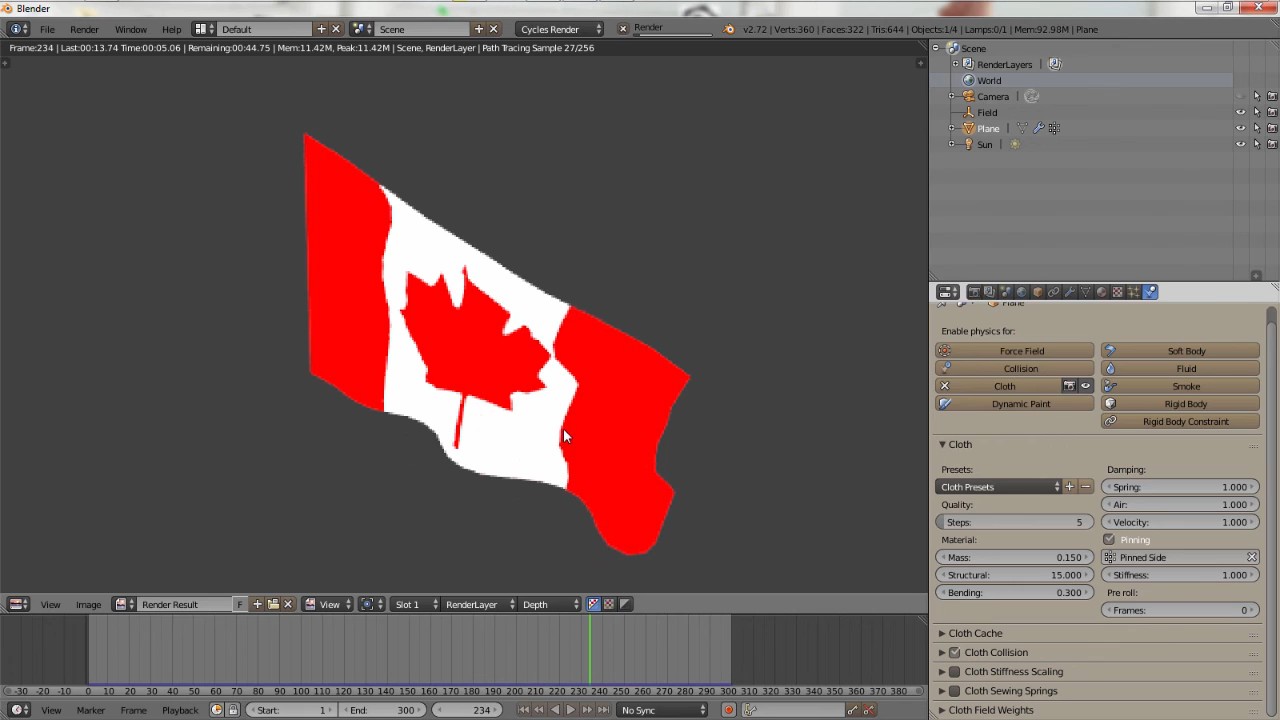 Blender
File Render Window Help Default Scene Cycles Render Render v2.72 | Verts:360 | Faces:322 | Tris:644 | Objects:1/4 | Lamps:0/1 | Mem:92.98M | Plane
Frame:234 | Last:00:13.74 Time:00:05.06 | Remaining:00:44.75 | Mem:11.42M, Peak:11.42M | Scene, RenderLayer | Path Tracing Sample 27/256
Scene
RenderLayers
World
Camera
Field
Plane
Sun
Plane
Enable physics for:
Force Field Soft Body
Collision Fluid
Cloth Smoke
Dynamic Paint Rigid Body
Rigid Body Constraint
Cloth
Presets: Damping:
Cloth Presets Spring: 1.000
Quality: Air: 1.000
Steps: 5 Velocity: 1.000
Material: Pinning
Mass: 0.150 Pinned Side
Structural: 15.000 Stiffness: 1.000
Bending: 0.300 Pre roll:
Frames: 0
Cloth Cache
Cloth Collision
Cloth Stiffness Scaling
Cloth Sewing Springs
Cloth Field Weights
View Image Render Result F View Slot 1 RenderLayer Depth
-30 -20 -10 0 10 20 30 40 50 60 70 80 90 100 110 120 130 140 150 160 170 180 190 200 210 220 230 240 250 260 270 280 290 300 310 320 330 340 350 360 370 380
View Marker Frame Playback Start: 1 End: 300 234 No Sync